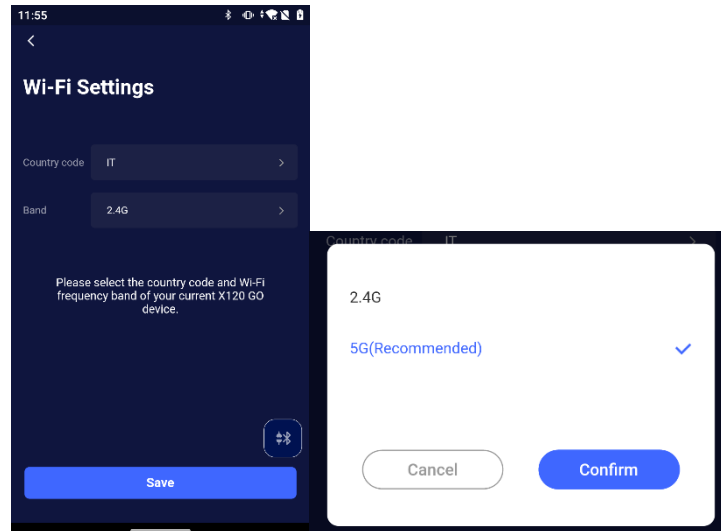 11:55
Wi-Fi Settings
Country code IT
Band 2.4G
Please select the country code and Wi-Fi
frequency band of your current X120 GO
device.
Save
Country code IT
2.4G
5G(Recommended)
Cancel Confirm